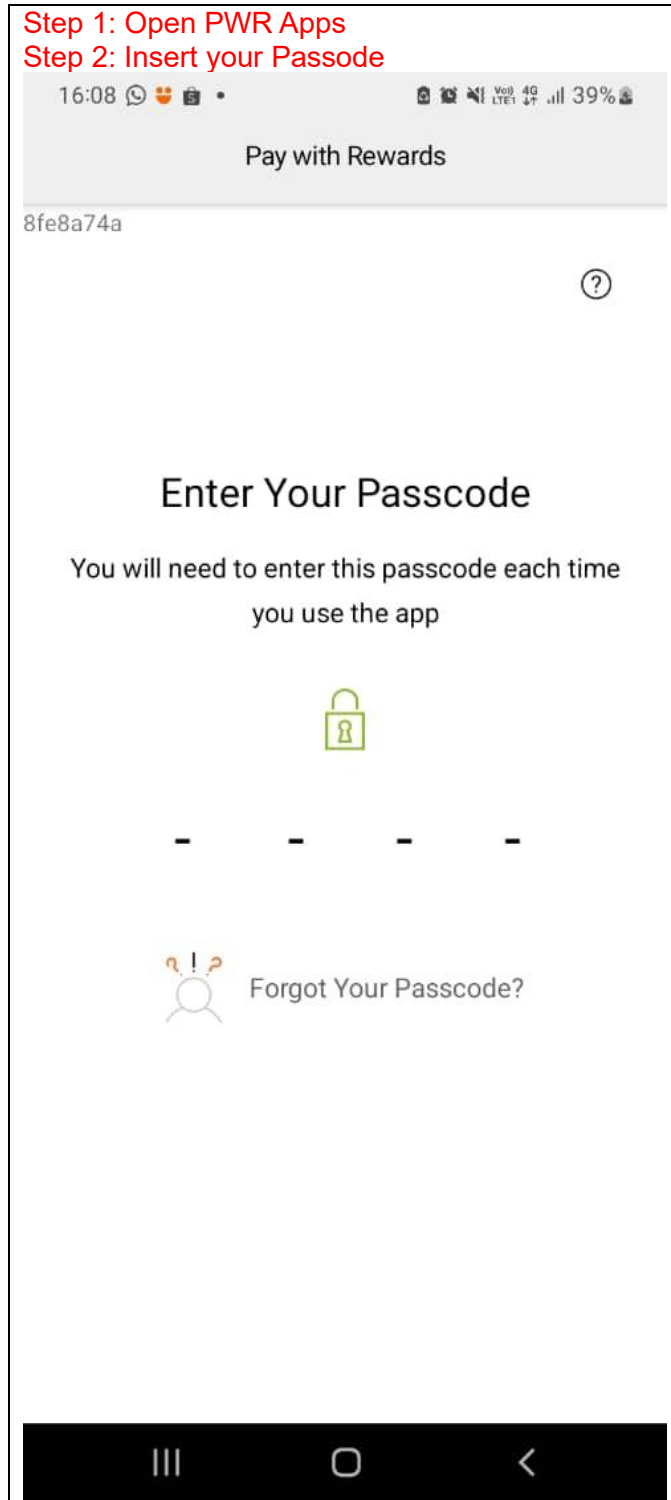 Step 1: Open PWR Apps
Step 2: Insert your Passode
16:08 39%
Pay with Rewards
8fe8a74a
?
Enter Your Passcode
You will need to enter this passcode each time
you use the app
- - - -
? ! ?
Forgot Your Passcode?